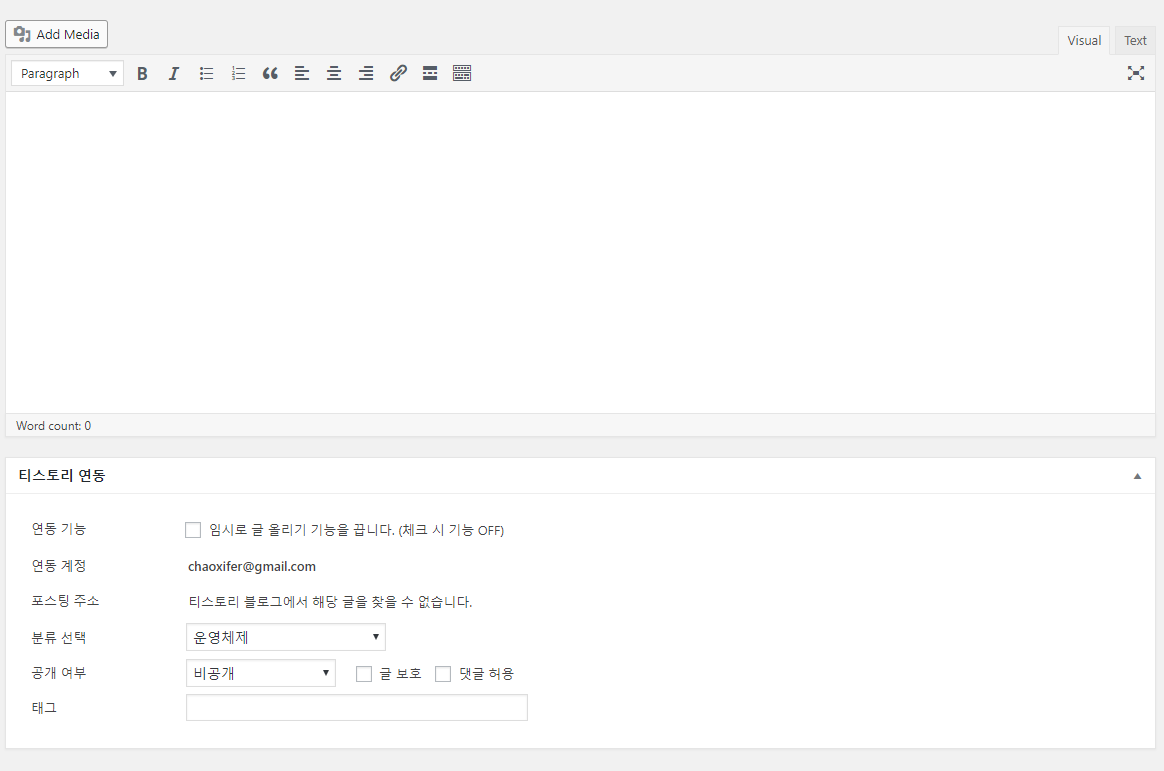 Add Media
Visual Text
Paragraph
Word count: 0
티스토리 연동
연동 기능 임시로 글 올리기 기능을 끕니다. (체크 시 기능 OFF)
연동 계정 chaoxifer@gmail.com
포스팅 주소 티스토리 블로그에서 해당 글을 찾을 수 없습니다.
분류 선택 운영체제
공개 여부 비공개 글 보호 댓글 허용
태그